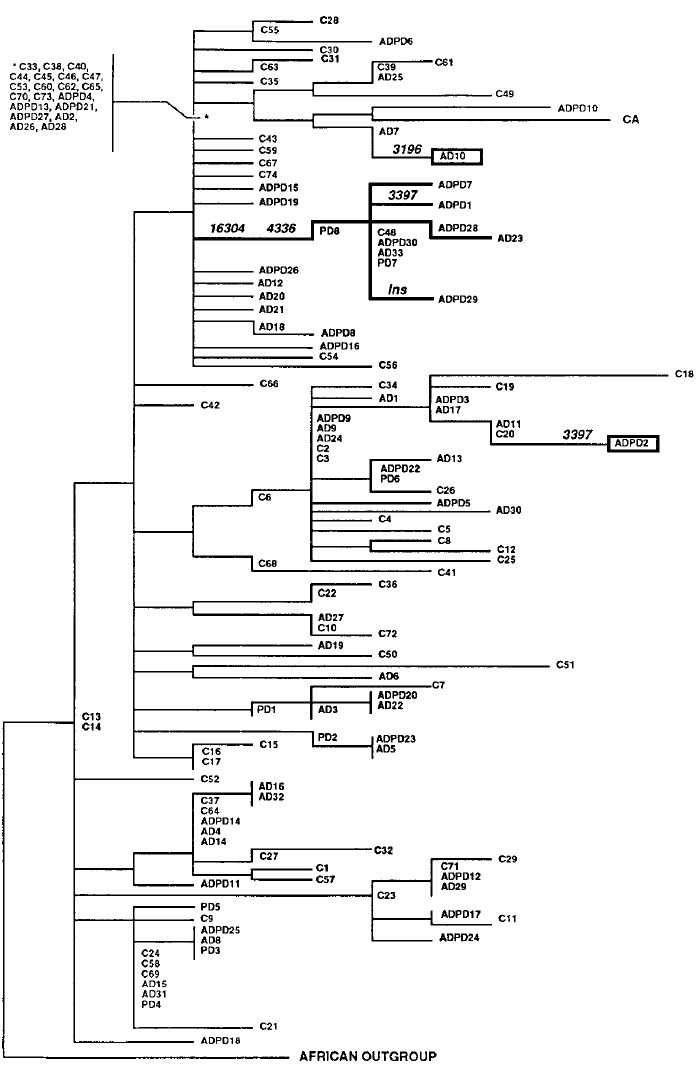 C28
C55
ADPD6
C30
C31
C63
* C33, C38, C40,
C44, C45, C46, C47,
C53, C60, C62, C65,
C70, C73, ADPD4,
ADPD13, ADPD21,
ADPD27, AD2,
AD26, AD28
C39
AD25
C61
C35
C49
ADPD10
*
CA
AD7
C43
C59
3196
AD10
C67
C74
ADPD15
ADPD7
3397
ADPD19
ADPD1
16304 4336
PD8
ADPD28
C48
ADPD30
AD33
PD7
AD23
ADPD26
AD12
Ins
AD20
ADPD29
AD21
AD18
ADPD8
ADPD16
C54
C56
C18
C66
C34
C19
AD1
ADPD3
AD17
C42
ADPD9
AD9
AD24
C2
C3
AD11
C20
3397
ADPD2
AD13
ADPD22
PD6
C26
C6
ADPD5
AD30
C4
C5
C8
C12
C25
C68
C41
C36
C22
AD27
C10
C72
AD19
C50
C51
AD6
C7
PD1
AD3
ADPD20
AD22
C13
C14
PD2
ADPD23
AD5
C15
C16
C17
C52
AD16
AD32
C37
C64
ADPD14
AD4
AD14
C32
C27
C1
C57
ADPD11
C29
C71
ADPD12
AD29
C23
PD5
C9
ADPD17
C11
ADPD25
AD8
PD3
ADPD24
C24
C58
C69
AD15
AD31
PD4
C21
ADPD18
AFRICAN OUTGROUP